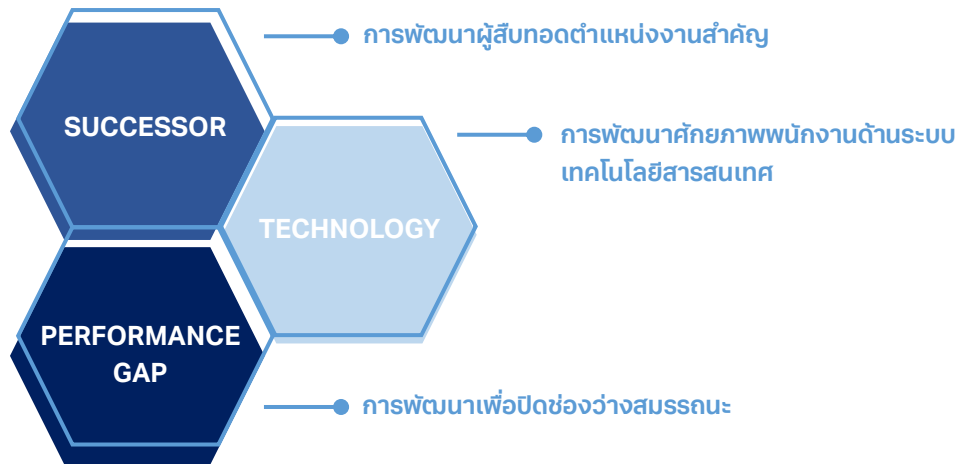 การพัฒนาผู้สืบทอดตำแหน่งงานสำคัญ
SUCCESSOR
การพัฒนาศักยภาพพนักงานด้านระบบ
เทคโนโลยีสารสนเทศ
TECHNOLOGY
PERFORMANCE
GAP
การพัฒนาเพื่อปิดช่องว่างสมรรถนะ